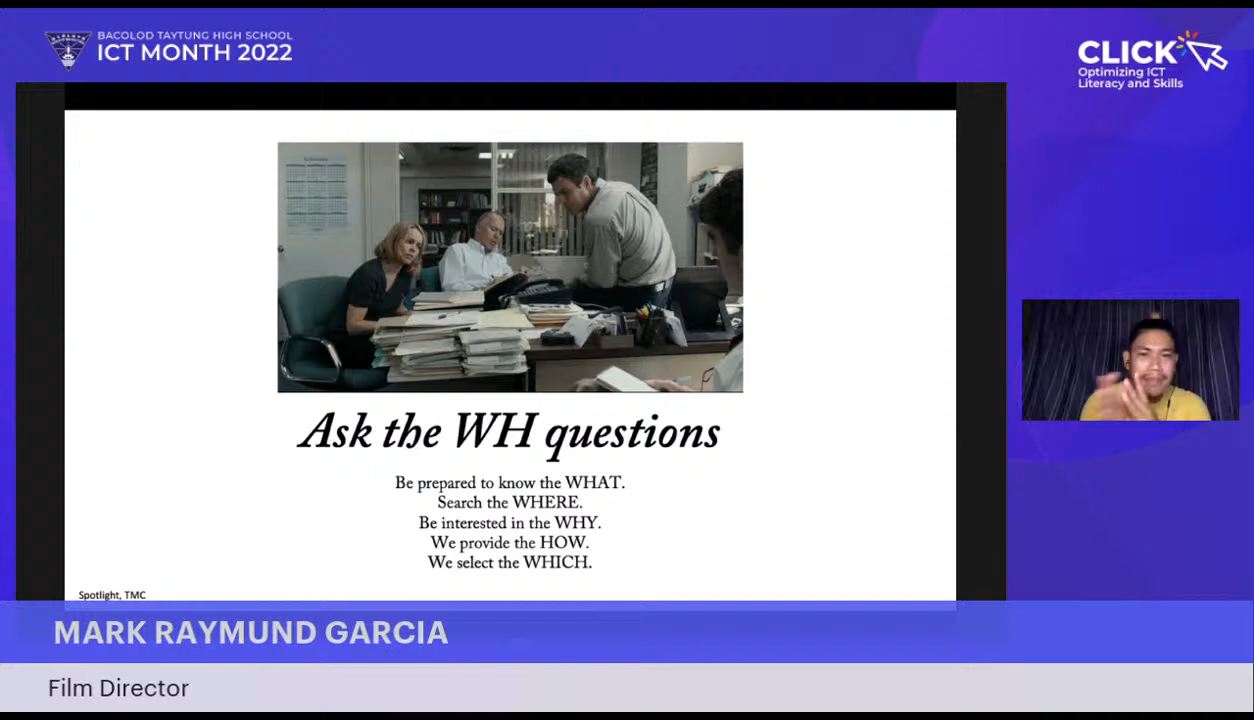 BACOLOD TAYTUNG HIGH SCHOOL
ICT MONTH 2022
CLICK
Optimizing ICT
Literacy and Skills
Ask the WH questions
Be prepared to know the WHAT.
Search the WHERE.
Be interested in the WHY.
We provide the HOW.
We select the WHICH.
Spotlight, TMC
MARK RAYMUND GARCIA
Film Director